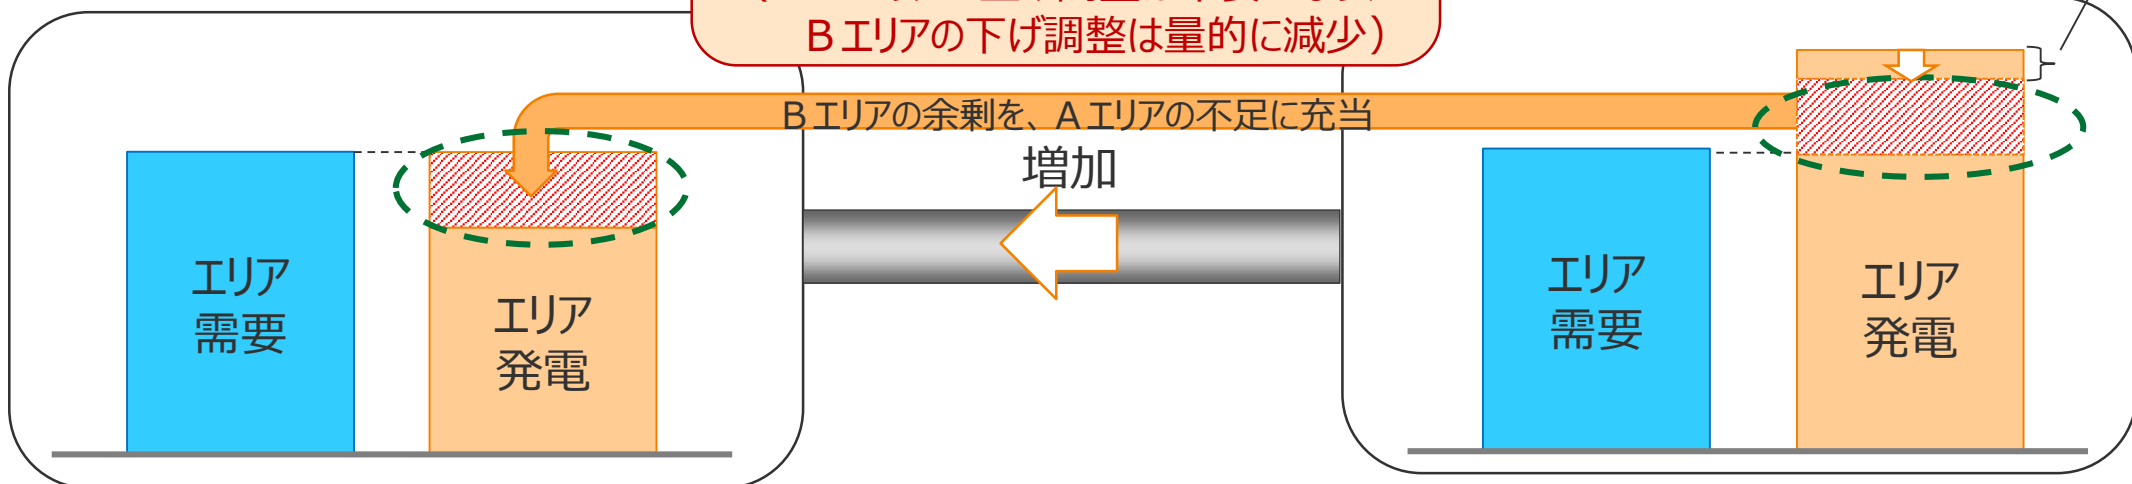 Bエリアの下げ調整は量的に減少）
Bエリアの余剰を、Aエリアの不足に充当
増加
エリア
需要
エリア
発電
エリア
需要
エリア
発電